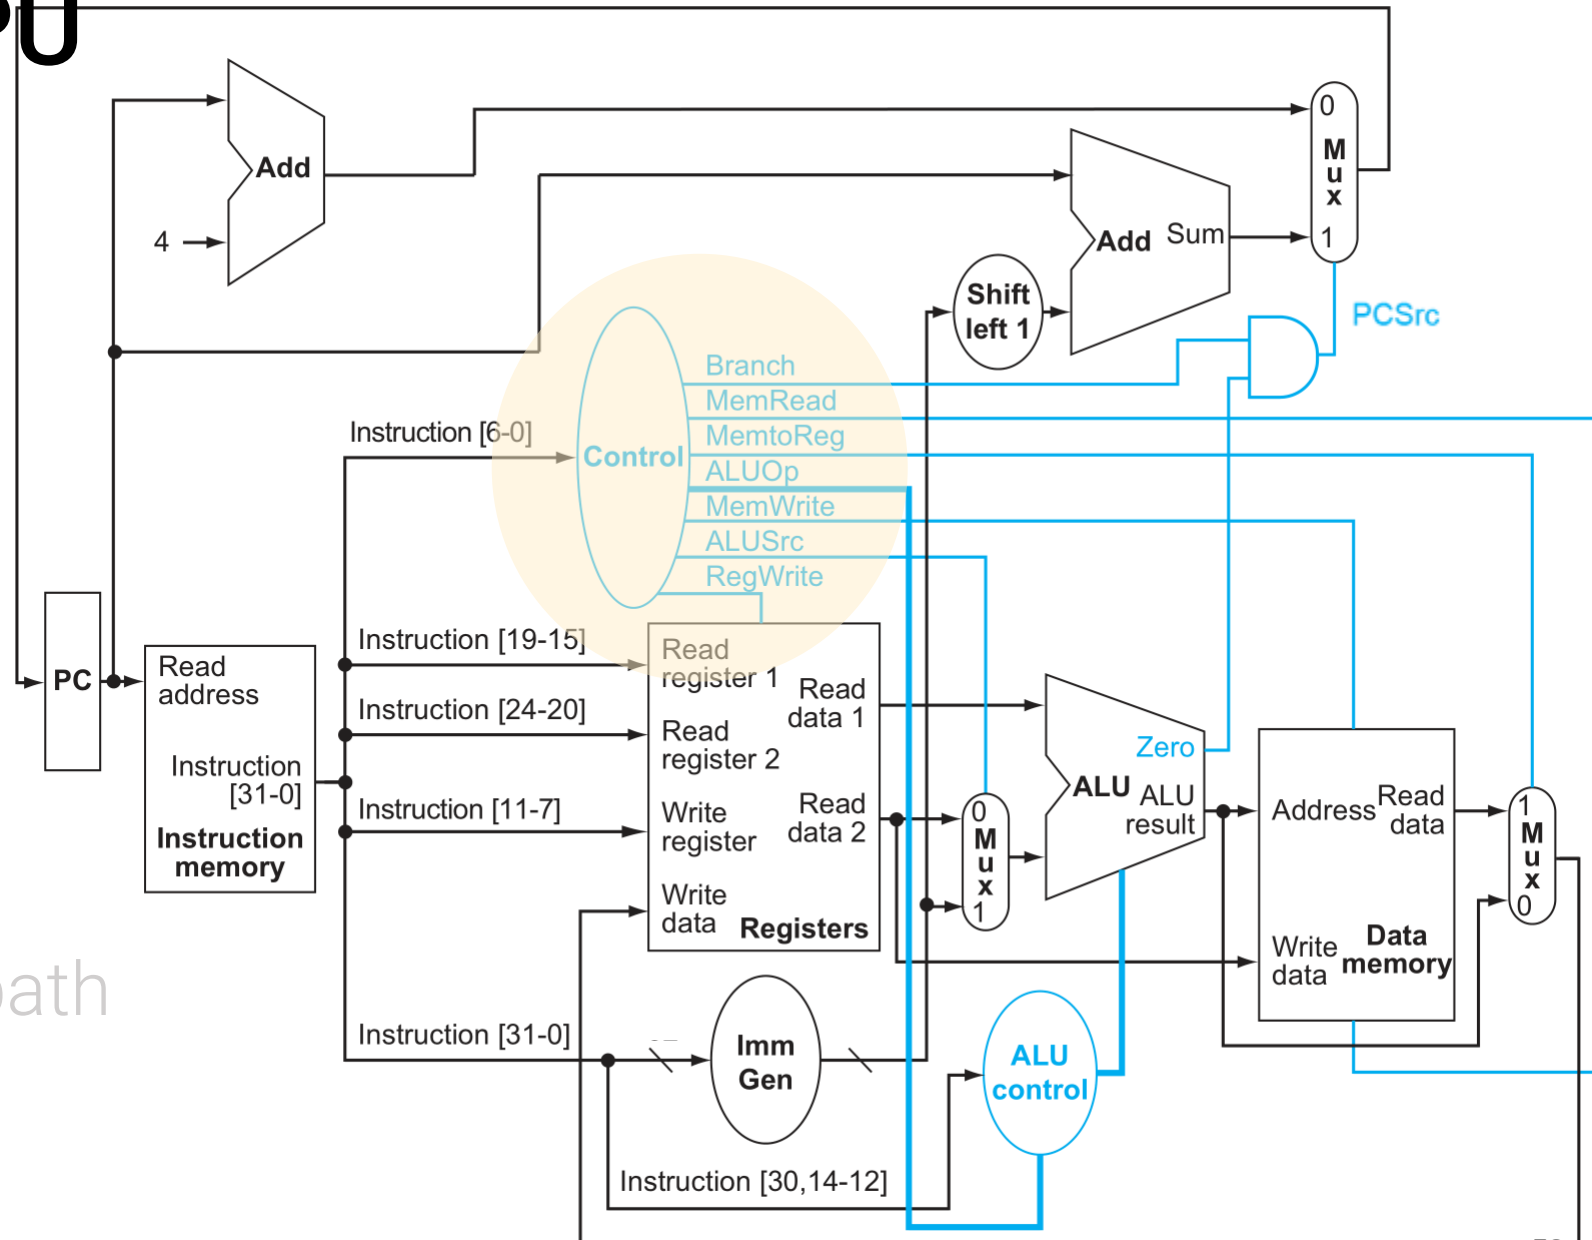 PU
Add
4
0
M
u
x
1
Add Sum
Shift
left 1
PCSrc
Branch
MemRead
MemtoReg
ALUOp
MemWrite
ALUSrc
RegWrite
Control
Instruction [6-0]
PC
Read
address
Instruction
[31-0]
Instruction
memory
Instruction [19-15]
Instruction [24-20]
Instruction [11-7]
Instruction [31-0]
Read
register 1
Read
register 2
Write
register
Write
data
Read
data 1
Read
data 2
Registers
0
M
u
x
1
Zero
ALU
ALU
result
Address
Read
data
Write
data
Data
memory
1
M
u
x
0
path
Imm
Gen
ALU
control
Instruction [30,14-12]